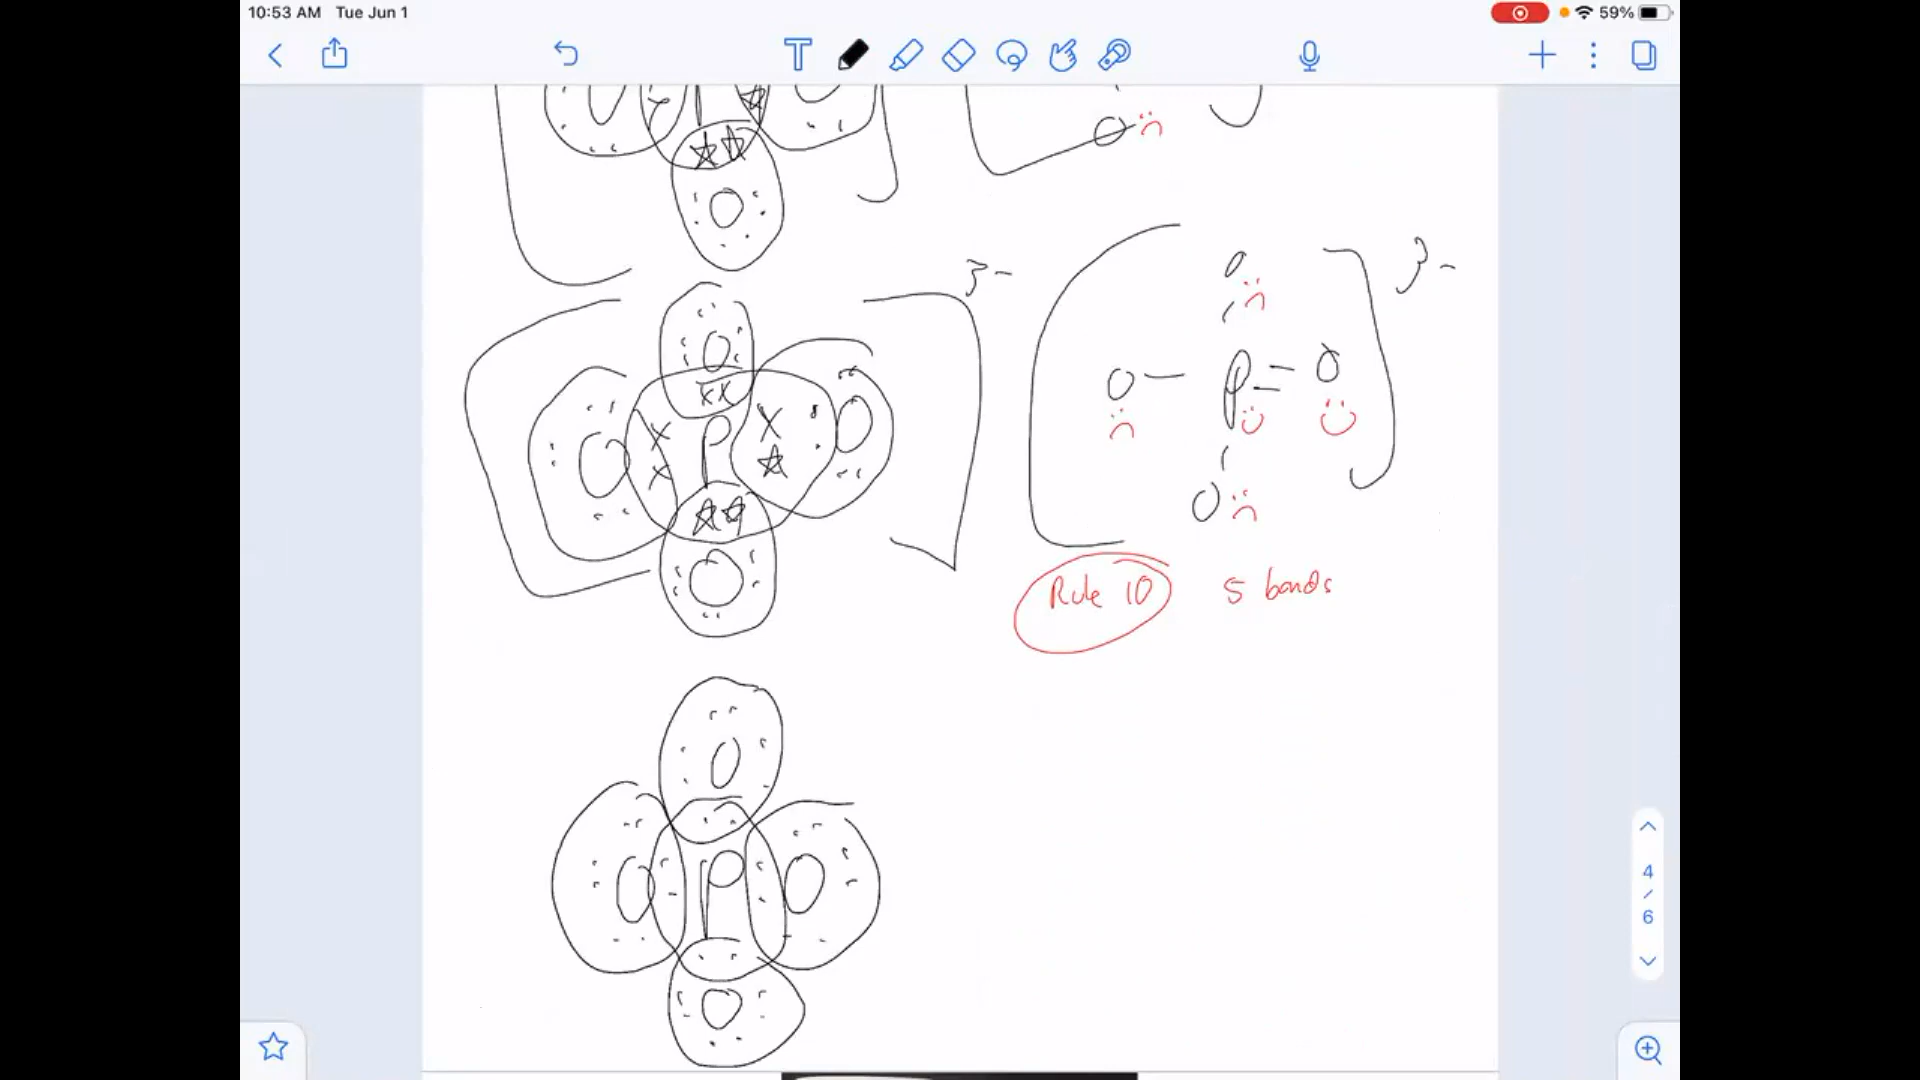 10:53 AM Tue Jun 1
59%
T
P
O
3-
3-
O
O
O
P
O
O - P = O
O
O
Rule 10 5 bonds
O
O
P
O
O
4
/
6